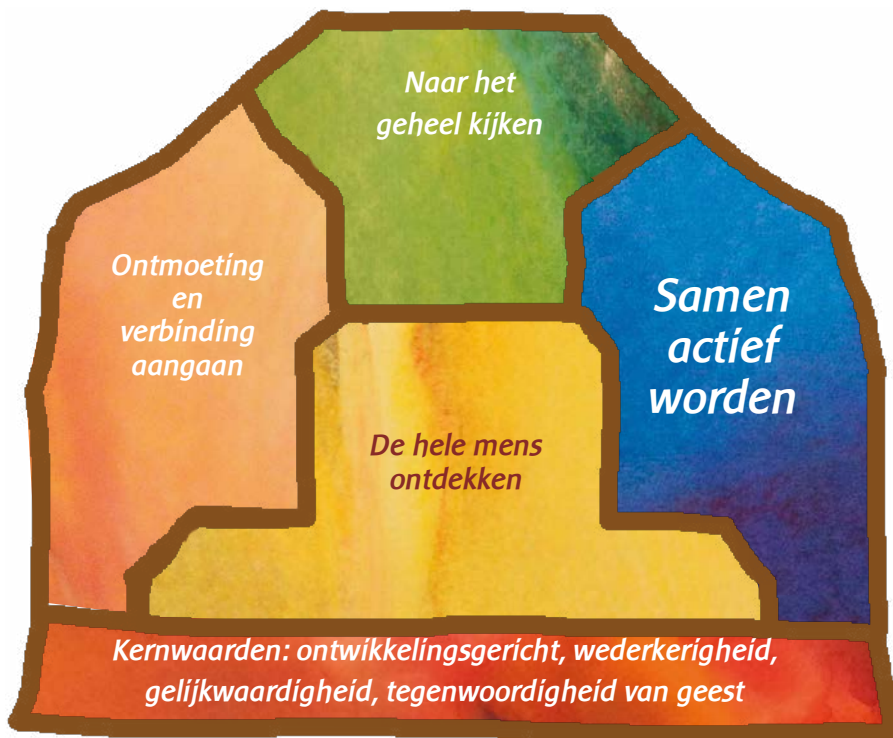 Naar het
geheel kijken
Ontmoeting
en
verbinding
aangaan
Samen
actief
worden
De hele mens
ontdekken
Kernwaarden: ontwikkelingsgericht, wederkerigheid,
gelijkwaardigheid, tegenwoordigheid van geest